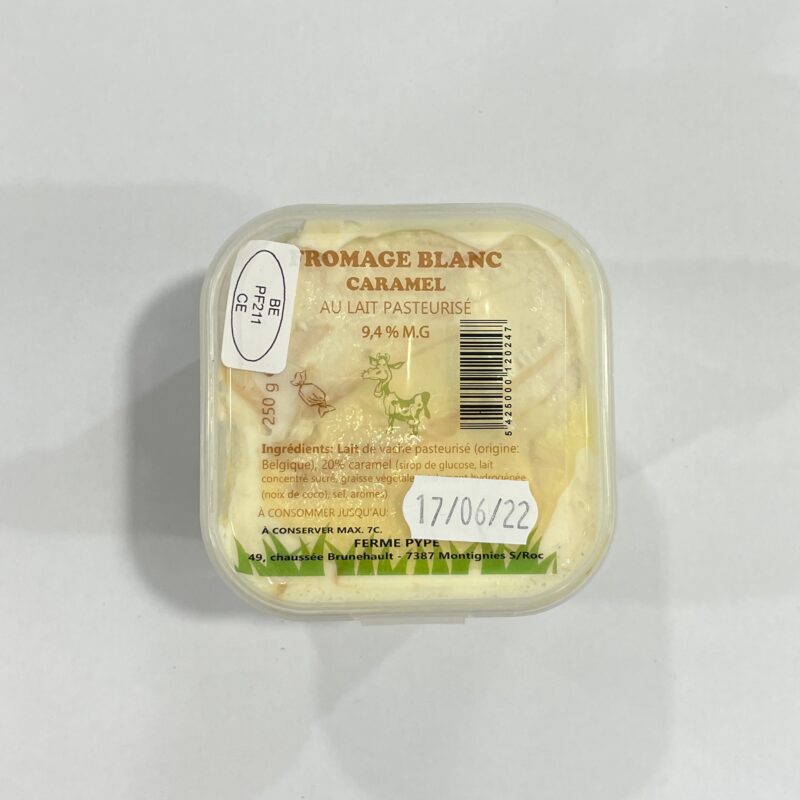 FROMAGE BLANC
CARAMEL
AU LAIT PASTEURISÉ
9,4 % M.G
BE
PF211
CE
250 g
5 425000 120247
Ingrédients: Lait de vache pasteurisé (origine:
Belgique), 20% caramel (sirop de glucose, lait
concentré sucré, graisse végétale hydrogénée
(noix de coco), sel, arômes)
À CONSOMMER JUSQU'AU:
17/06/22
À CONSERVER MAX. 7C.
FERME PYPE
49, chaussée Brunehault - 7387 Montignies S/Roc